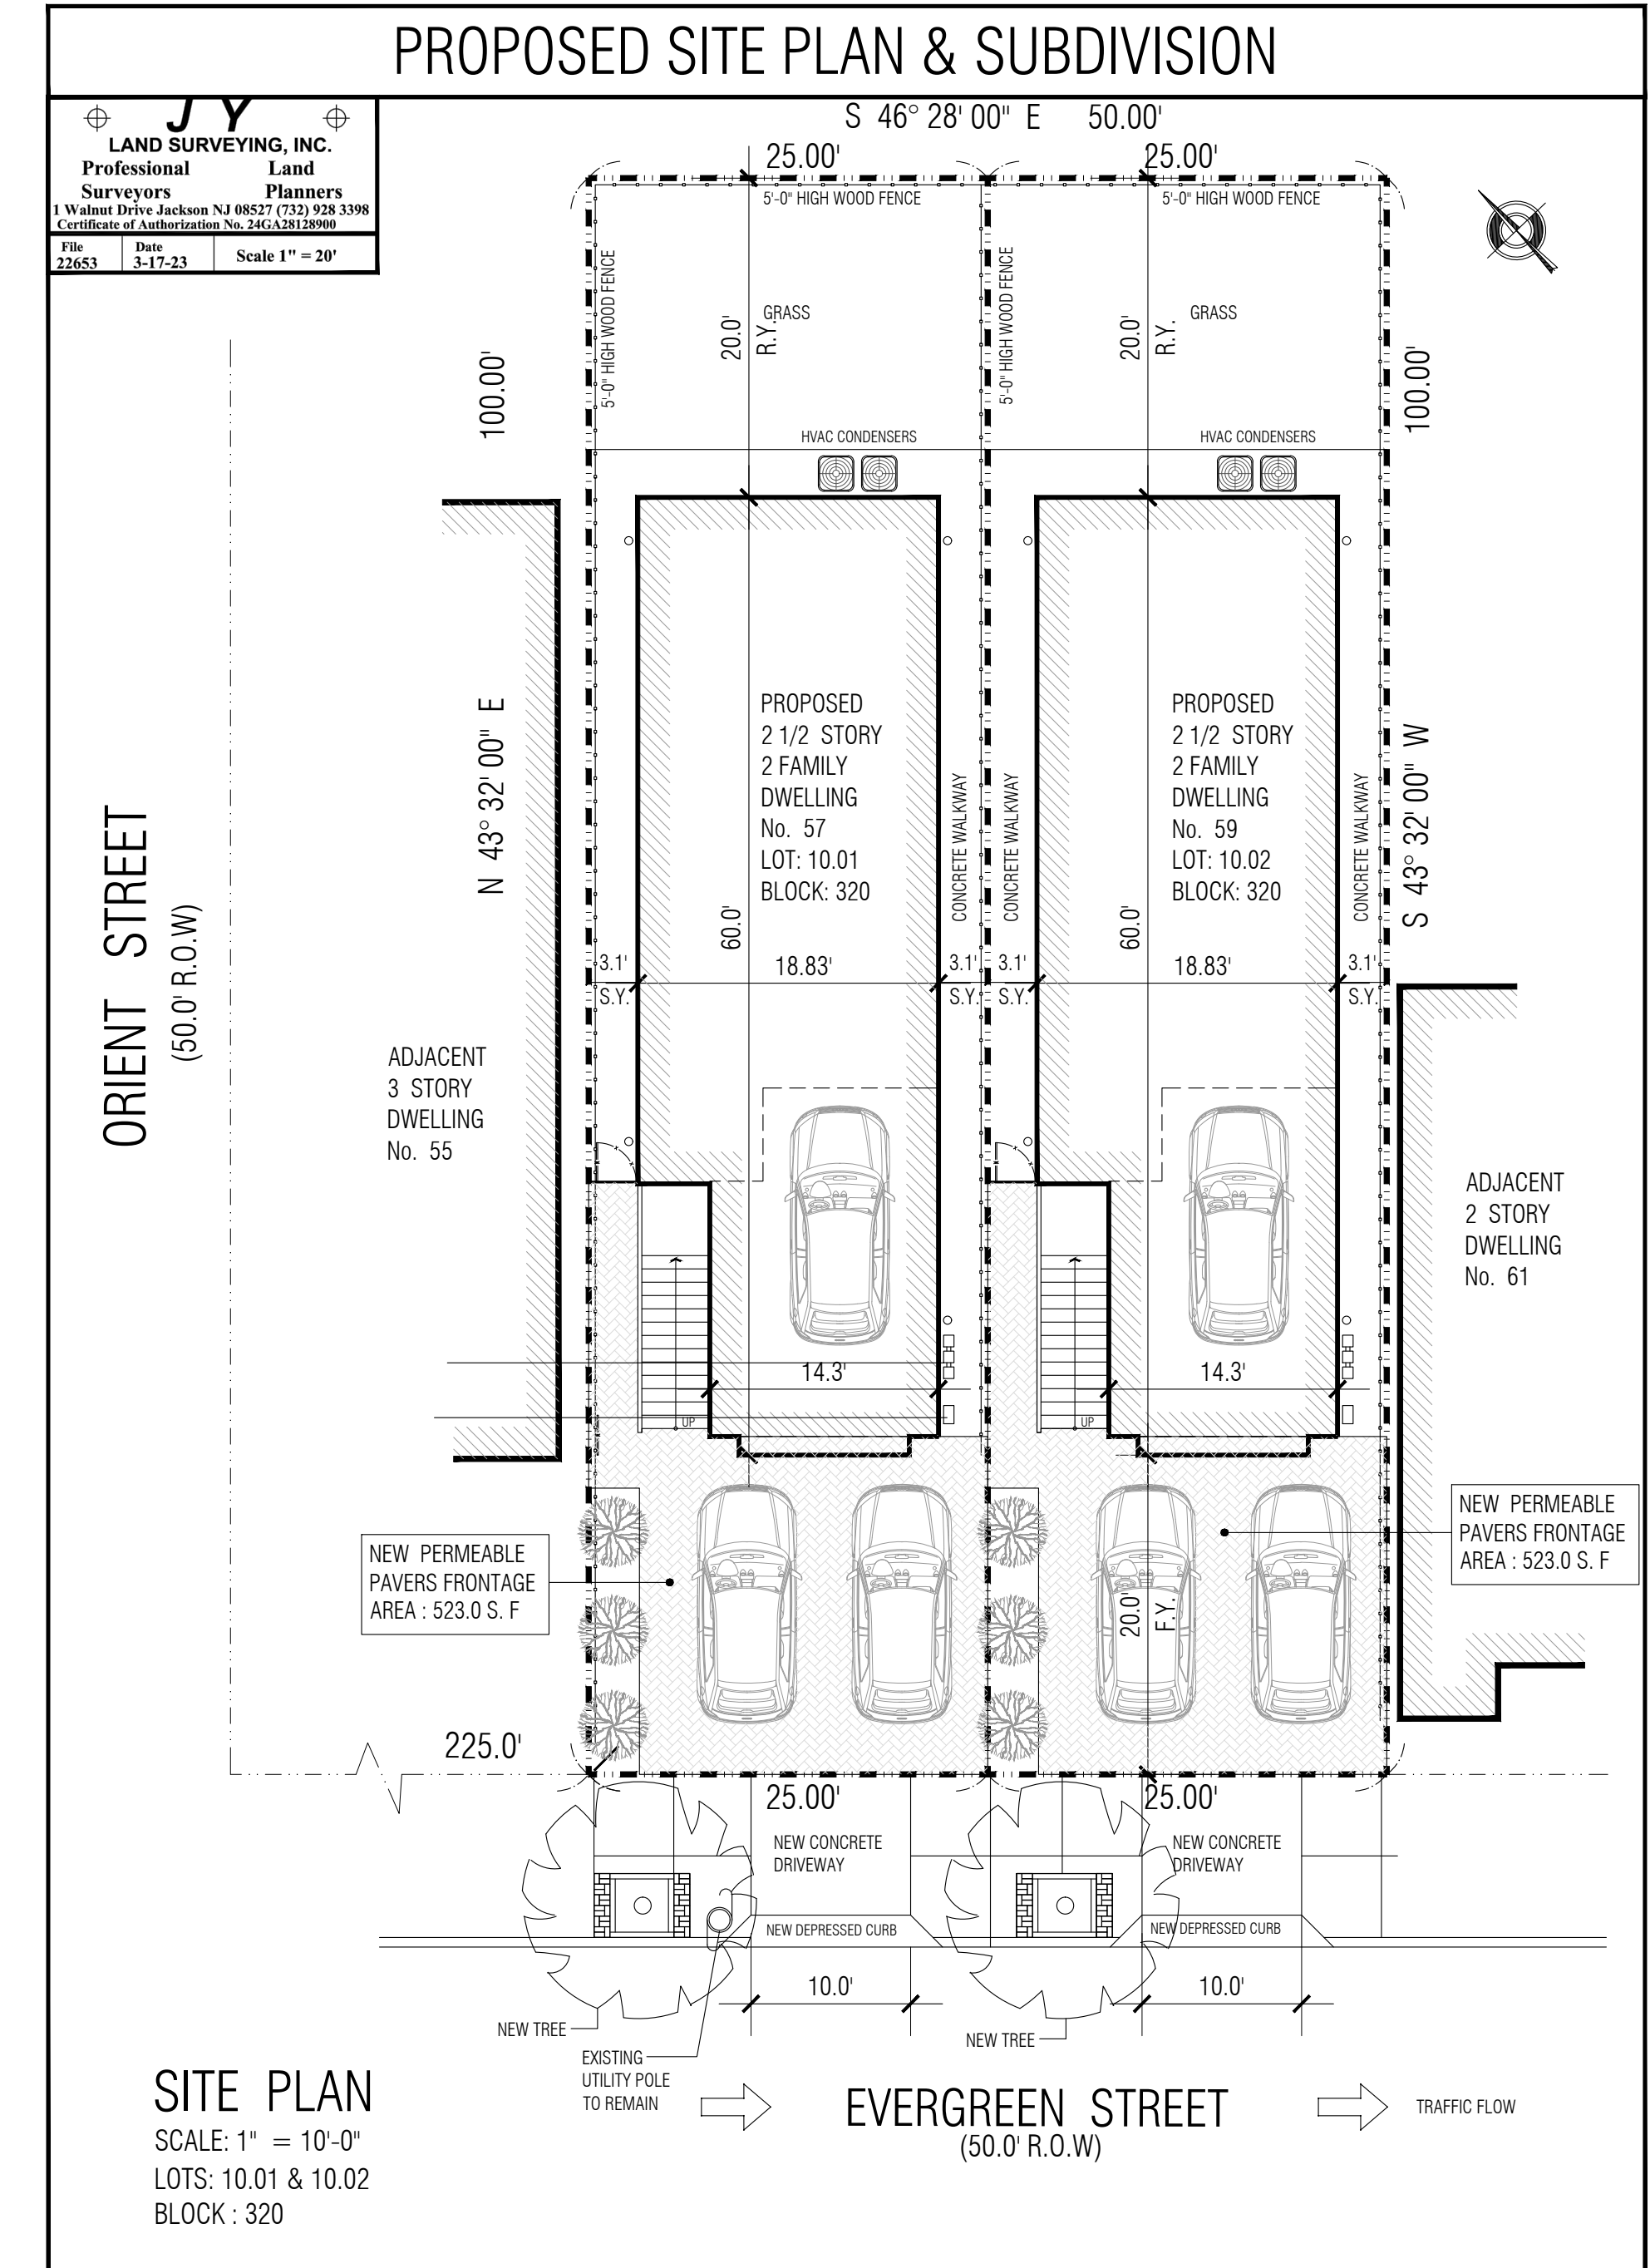 PROPOSED SITE PLAN & SUBDIVISION
J Y
LAND SURVEYING, INC.
Professional Land
Surveyors Planners
1 Walnut Drive Jackson NJ 08527 (732) 928 3398
Certificate of Authorization No. 24GA28128900
File
22653
Date
3-17-23
Scale 1" = 20'
S 46° 28' 00" E 50.00'
25.00'
25.00'
5'-0" HIGH WOOD FENCE
5'-0" HIGH WOOD FENCE
5'-0" HIGH WOOD FENCE
5'-0" HIGH WOOD FENCE
20.0'
R.Y.
GRASS
20.0'
R.Y.
GRASS
100.00'
100.00'
HVAC CONDENSERS
HVAC CONDENSERS
N 43° 32' 00" E
S 43° 32' 00" W
PROPOSED
2 1/2 STORY
2 FAMILY
DWELLING
No. 57
LOT: 10.01
BLOCK: 320
PROPOSED
2 1/2 STORY
2 FAMILY
DWELLING
No. 59
LOT: 10.02
BLOCK: 320
CONCRETE WALKWAY
CONCRETE WALKWAY
CONCRETE WALKWAY
60.0'
60.0'
ORIENT STREET
(50.0' R.O.W)
3.1'
S.Y.
18.83'
3.1'
S.Y.
3.1'
S.Y.
18.83'
3.1'
S.Y.
ADJACENT
3 STORY
DWELLING
No. 55
ADJACENT
2 STORY
DWELLING
No. 61
14.3'
14.3'
UP
UP
NEW PERMEABLE
PAVERS FRONTAGE
AREA : 523.0 S. F
NEW PERMEABLE
PAVERS FRONTAGE
AREA : 523.0 S. F
20.0'
F.Y.
225.0'
25.00'
25.00'
NEW CONCRETE
DRIVEWAY
NEW CONCRETE
DRIVEWAY
NEW DEPRESSED CURB
NEW DEPRESSED CURB
10.0'
10.0'
NEW TREE
NEW TREE
EXISTING
UTILITY POLE
TO REMAIN
EVERGREEN STREET
(50.0' R.O.W)
TRAFFIC FLOW
SITE PLAN
SCALE: 1" = 10'-0"
LOTS: 10.01 & 10.02
BLOCK : 320